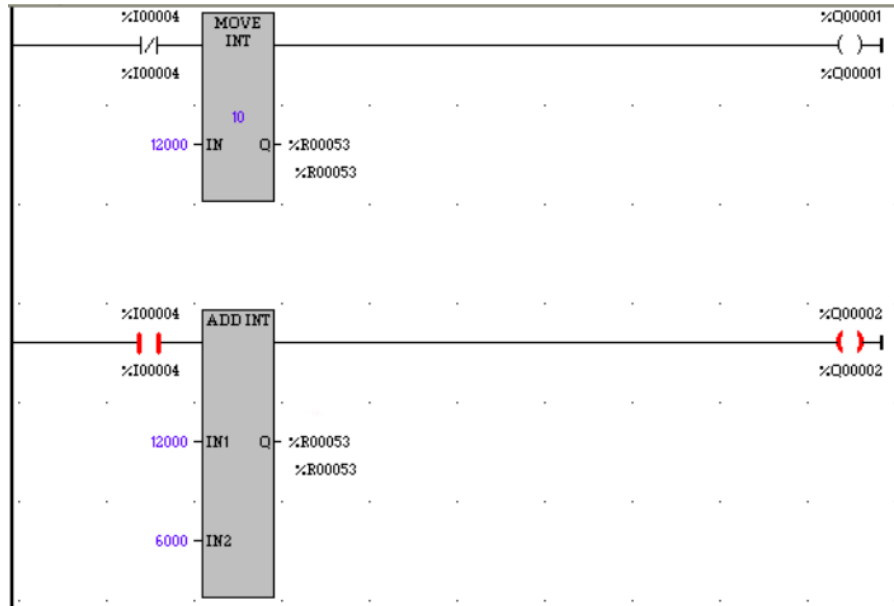 %I00004 MOVE INT %Q00001
%I00004 %Q00001
10
12000 IN Q %R00053
%R00053
%I00004 ADD INT %Q00002
%I00004 %Q00002
12000 IN1 Q %R00053
%R00053
6000 IN2